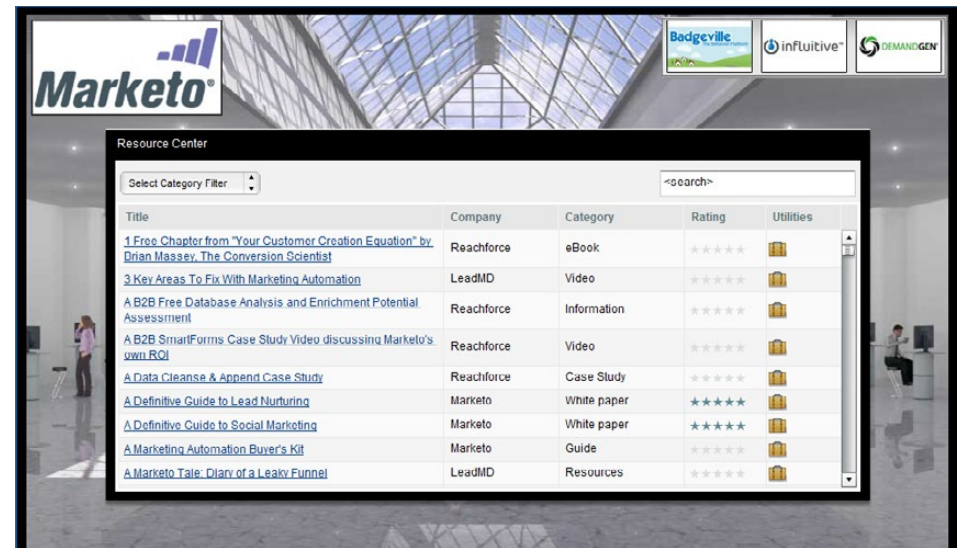 Marketo®
Badgeville
influitive™
DEMANDGEN®
Resource Center
Select Category Filter
<search>
Title Company Category Rating Utilities
1 Free Chapter from "Your Customer Creation Equation" by
Brian Massey, The Conversion Scientist
Reachforce eBook
3 Key Areas To Fix With Marketing Automation LeadMD Video
A B2B Free Database Analysis and Enrichment Potential
Assessment
Reachforce Information
A B2B SmartForms Case Study Video discussing Marketo's
own ROI
Reachforce Video
A Data Cleanse & Append Case Study Reachforce Case Study
A Definitive Guide to Lead Nurturing Marketo White paper
A Definitive Guide to Social Marketing Marketo White paper
A Marketing Automation Buyer's Kit Marketo Guide
A Marketo Tale: Diary of a Leaky Funnel LeadMD Resources